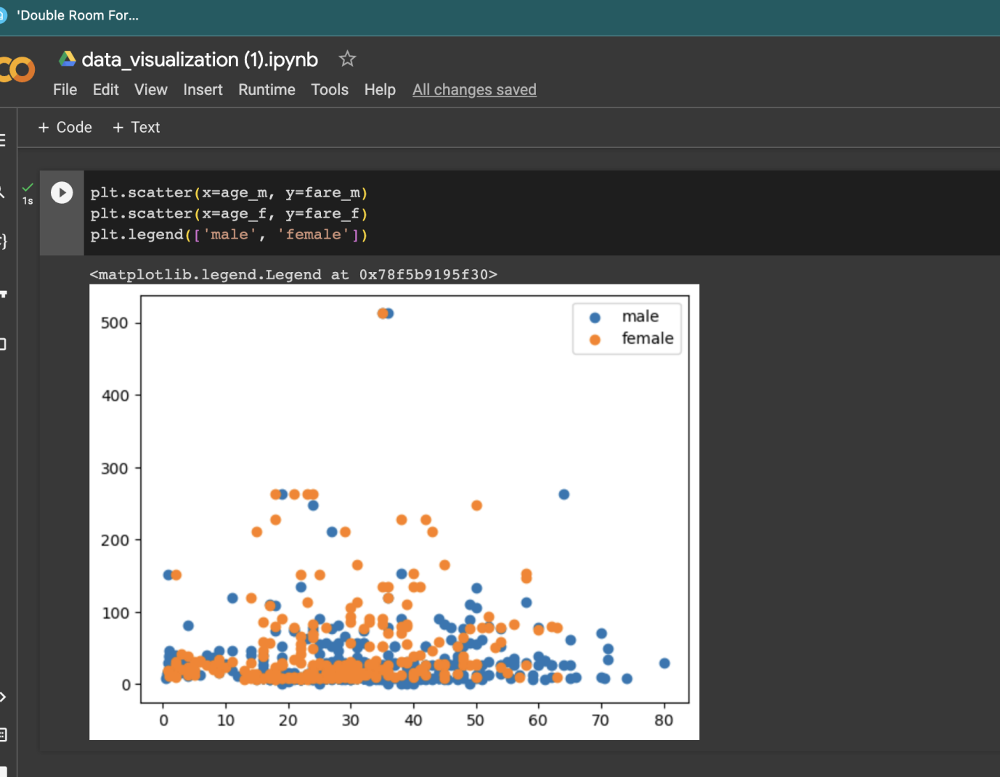 'Double Room For...
data_visualization (1).ipynb
File Edit View Insert Runtime Tools Help All changes saved
+ Code + Text
1s
plt.scatter(x=age_m, y=fare_m)
plt.scatter(x=age_f, y=fare_f)
plt.legend(['male', 'female'])
<matplotlib.legend.Legend at 0x78f5b9195f30>
male
female
500
400
300
200
100
0
0 10 20 30 40 50 60 70 80